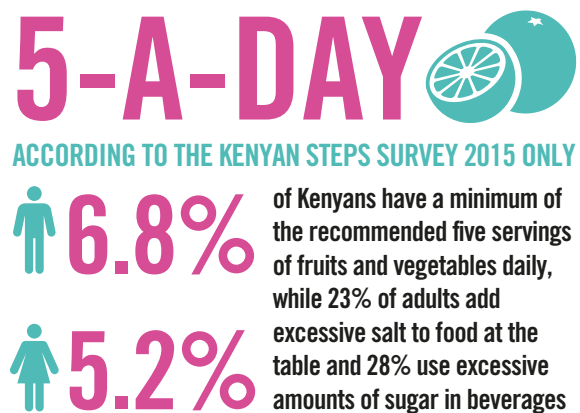 5-A-DAY
ACCORDING TO THE KENYAN STEPS SURVEY 2015 ONLY
6.8%
5.2%
of Kenyans have a minimum of
the recommended five servings
of fruits and vegetables daily,
while 23% of adults add
excessive salt to food at the
table and 28% use excessive
amounts of sugar in beverages